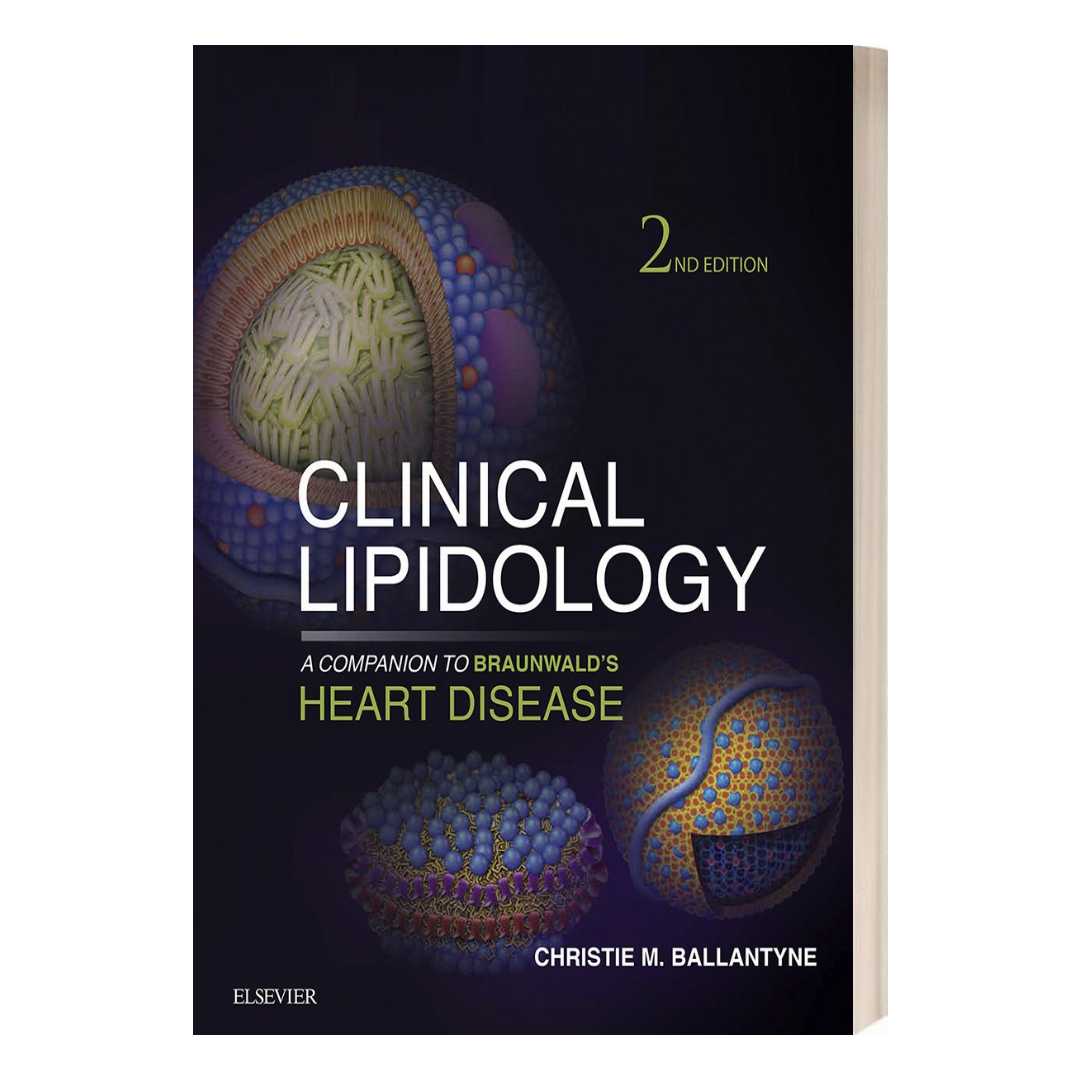 2ND EDITION
CLINICAL
LIPIDOLOGY
A COMPANION TO BRAUNWALD'S
HEART DISEASE
CHRISTIE M. BALLANTYNE
ELSEVIER